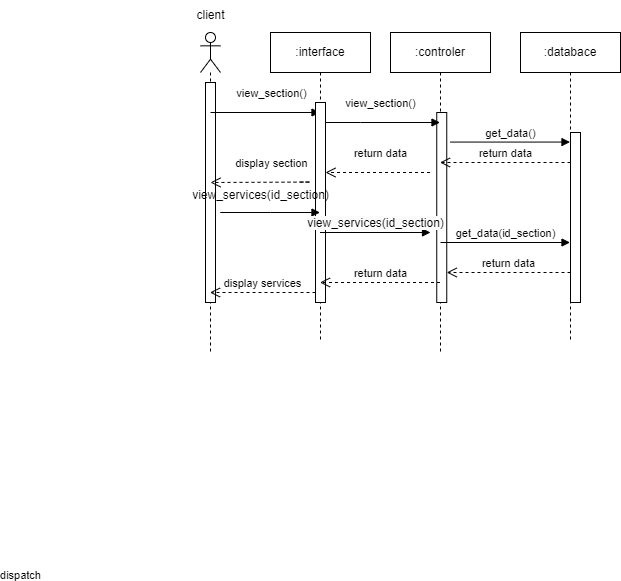 client
:interface
:controler
:databace
view_section()
view_section()
get_data()
return data
return data
display section
view_services(id_section)
view_services(id_section)
get_data(id_section)
return data
return data
display services
dispatch